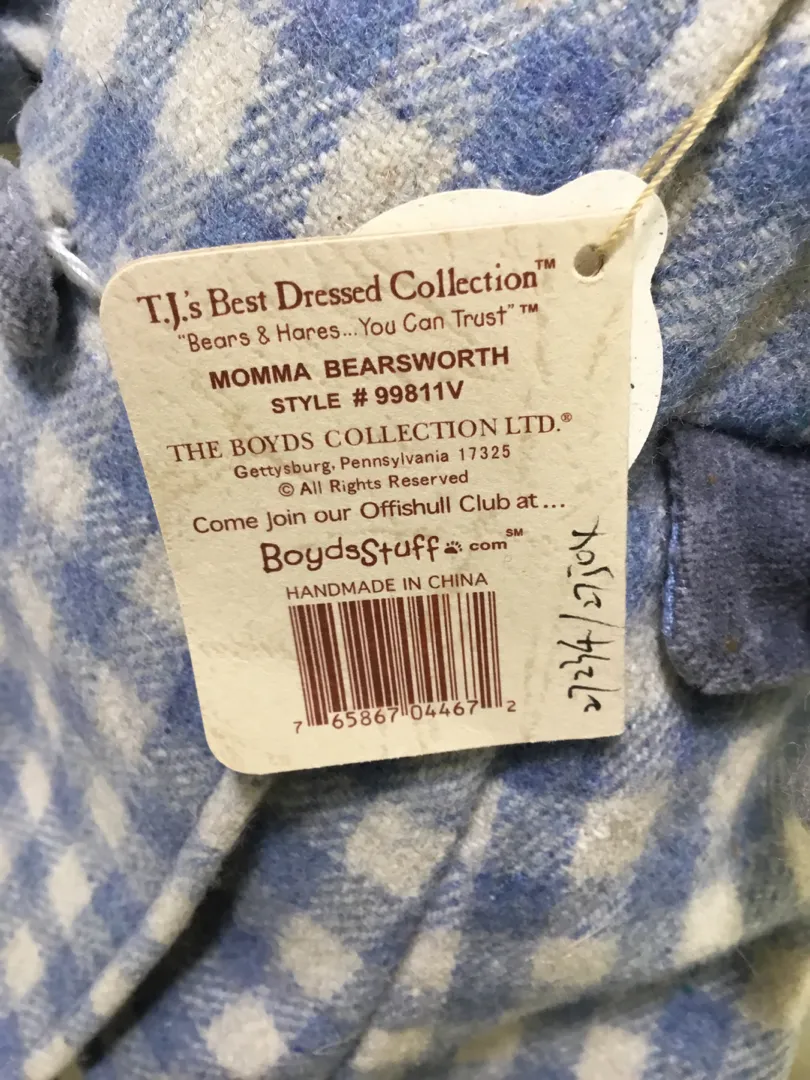 T.J.'s Best Dressed Collection™
"Bears & Hares...You Can Trust"™
MOMMA BEARSWORTH
STYLE # 99811V
THE BOYDS COLLECTION LTD.®
Gettysburg, Pennsylvania 17325
© All Rights Reserved
Come Join our Offishull Club at...
BoydsStuff.com℠
HANDMADE IN CHINA
7 65867 04467 2